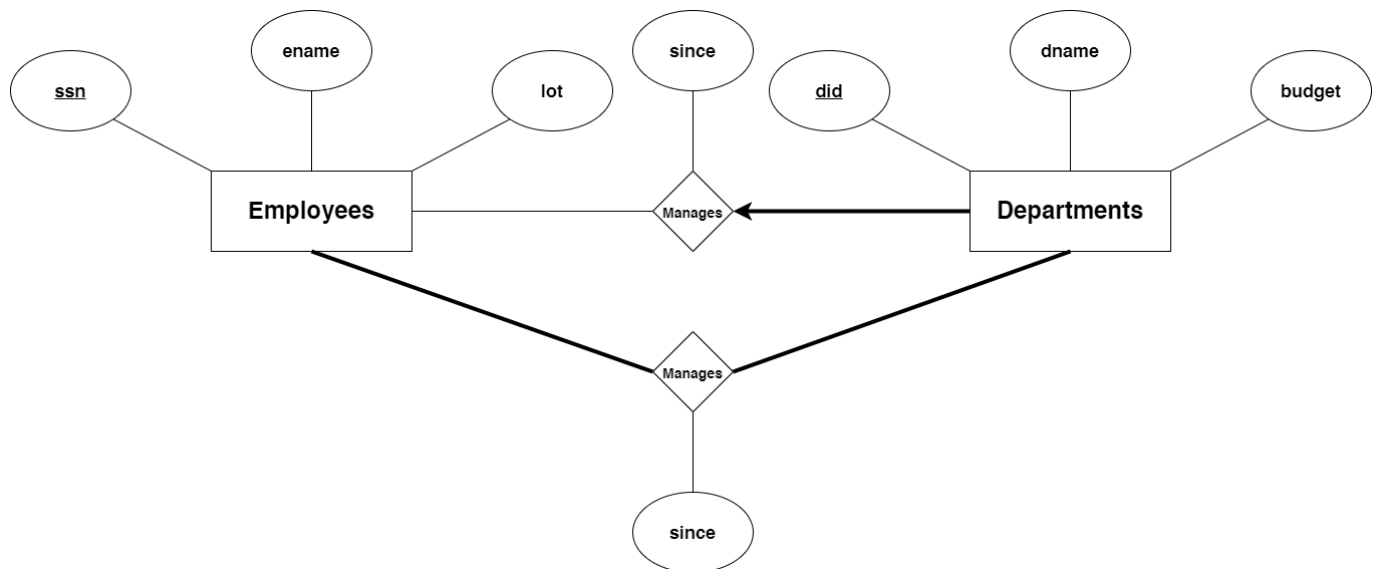 ename
since
dname
ssn
lot
did
budget
Employees
Manages
Departments
Manages
since